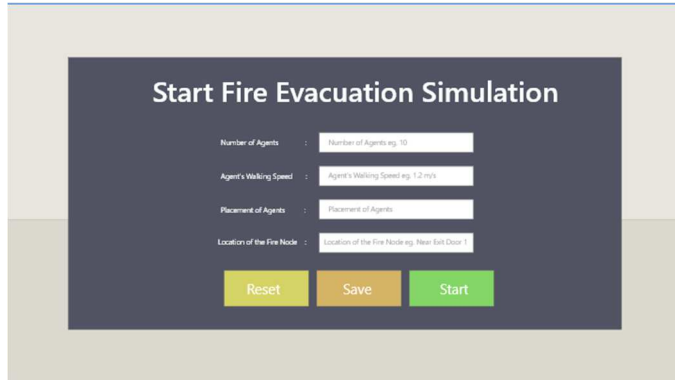 Start Fire Evacuation Simulation
Number of Agents : Number of Agents eg. 10
Agent's Walking Speed : Agent's Walking Speed eg. 1.2 m/s
Placement of Agents : Placement of Agents
Location of the Fire Node : Location of the Fire Node eg. Near Exit Door 1
Reset Save Start